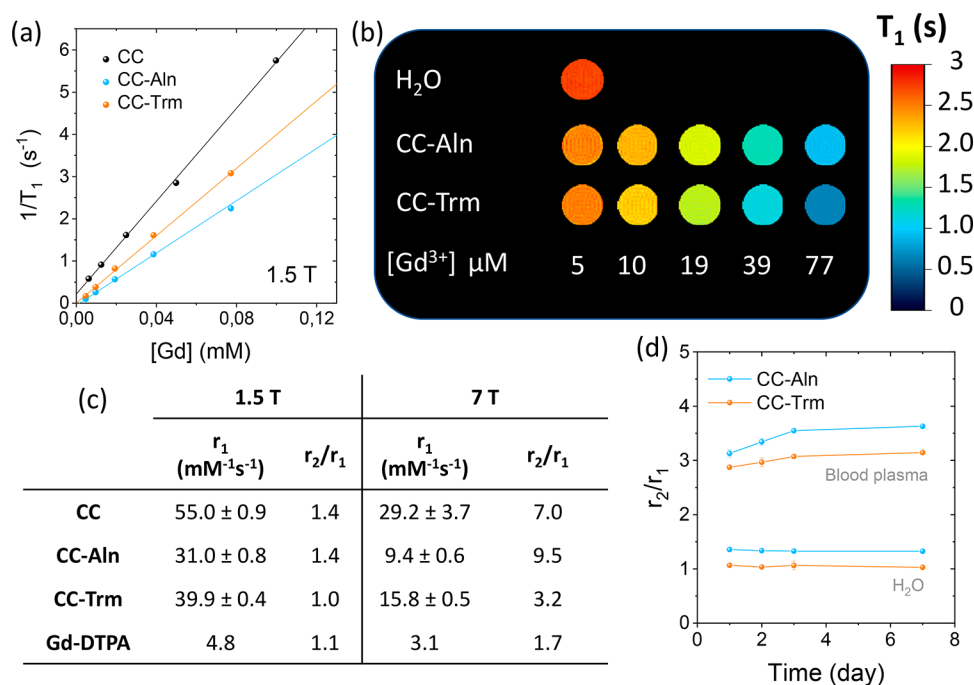 (a)
CC
CC-Aln
CC-Trm
1/T₁ (s⁻¹)
6
5
4
3
2
1
0
1.5 T
0,00 0,04 0,08 0,12
[Gd] (mM)
(b)
H₂O
CC-Aln
CC-Trm
[Gd³⁺] μM 5 10 19 39 77
T₁ (s)
3
2.5
2.0
1.5
1.0
0.5
0
(c)
1.5 T 7 T
r₁ (mM⁻¹s⁻¹) r₂/r₁ r₁ (mM⁻¹s⁻¹) r₂/r₁
CC 55.0 ± 0.9 1.4 29.2 ± 3.7 7.0
CC-Aln 31.0 ± 0.8 1.4 9.4 ± 0.6 9.5
CC-Trm 39.9 ± 0.4 1.0 15.8 ± 0.5 3.2
Gd-DTPA 4.8 1.1 3.1 1.7
(d)
CC-Aln
CC-Trm
r₂/r₁
5
4
3
2
1
0
Blood plasma
H₂O
0 2 4 6 8
Time (day)